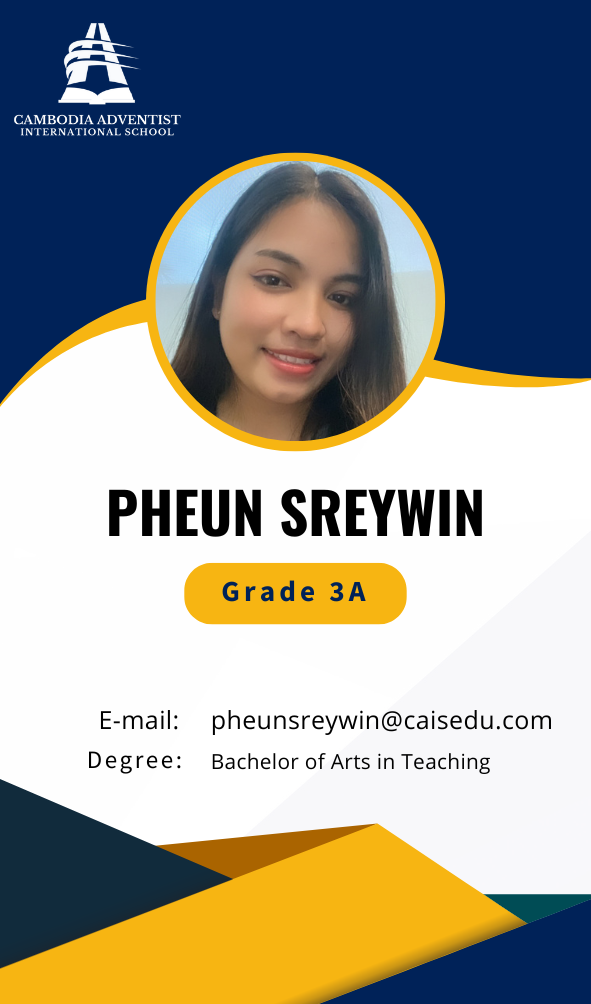 CAMBODIA ADVENTIST
INTERNATIONAL SCHOOL
PHEUN SREYWIN
Grade 3A
E-mail: pheunsreywin@caisedu.com
Degree: Bachelor of Arts in Teaching